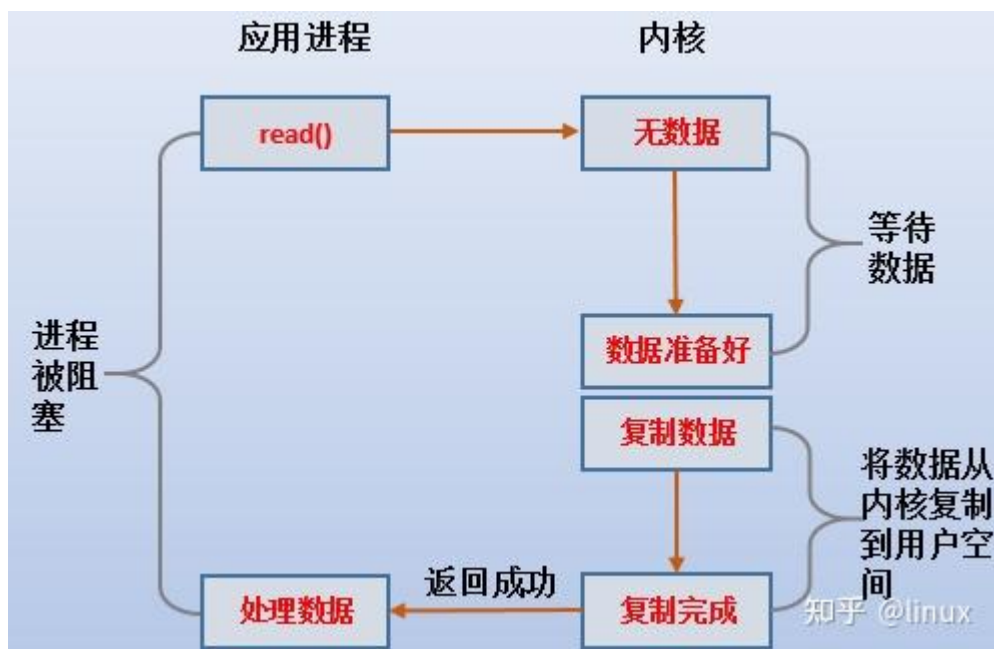 应用进程
内核
read()
无数据
等待
数据
数据准备好
进程
被阻
塞
复制数据
将数据从
内核复制
到用户空
间
返回成功
处理数据
复制完成
知乎 @linux